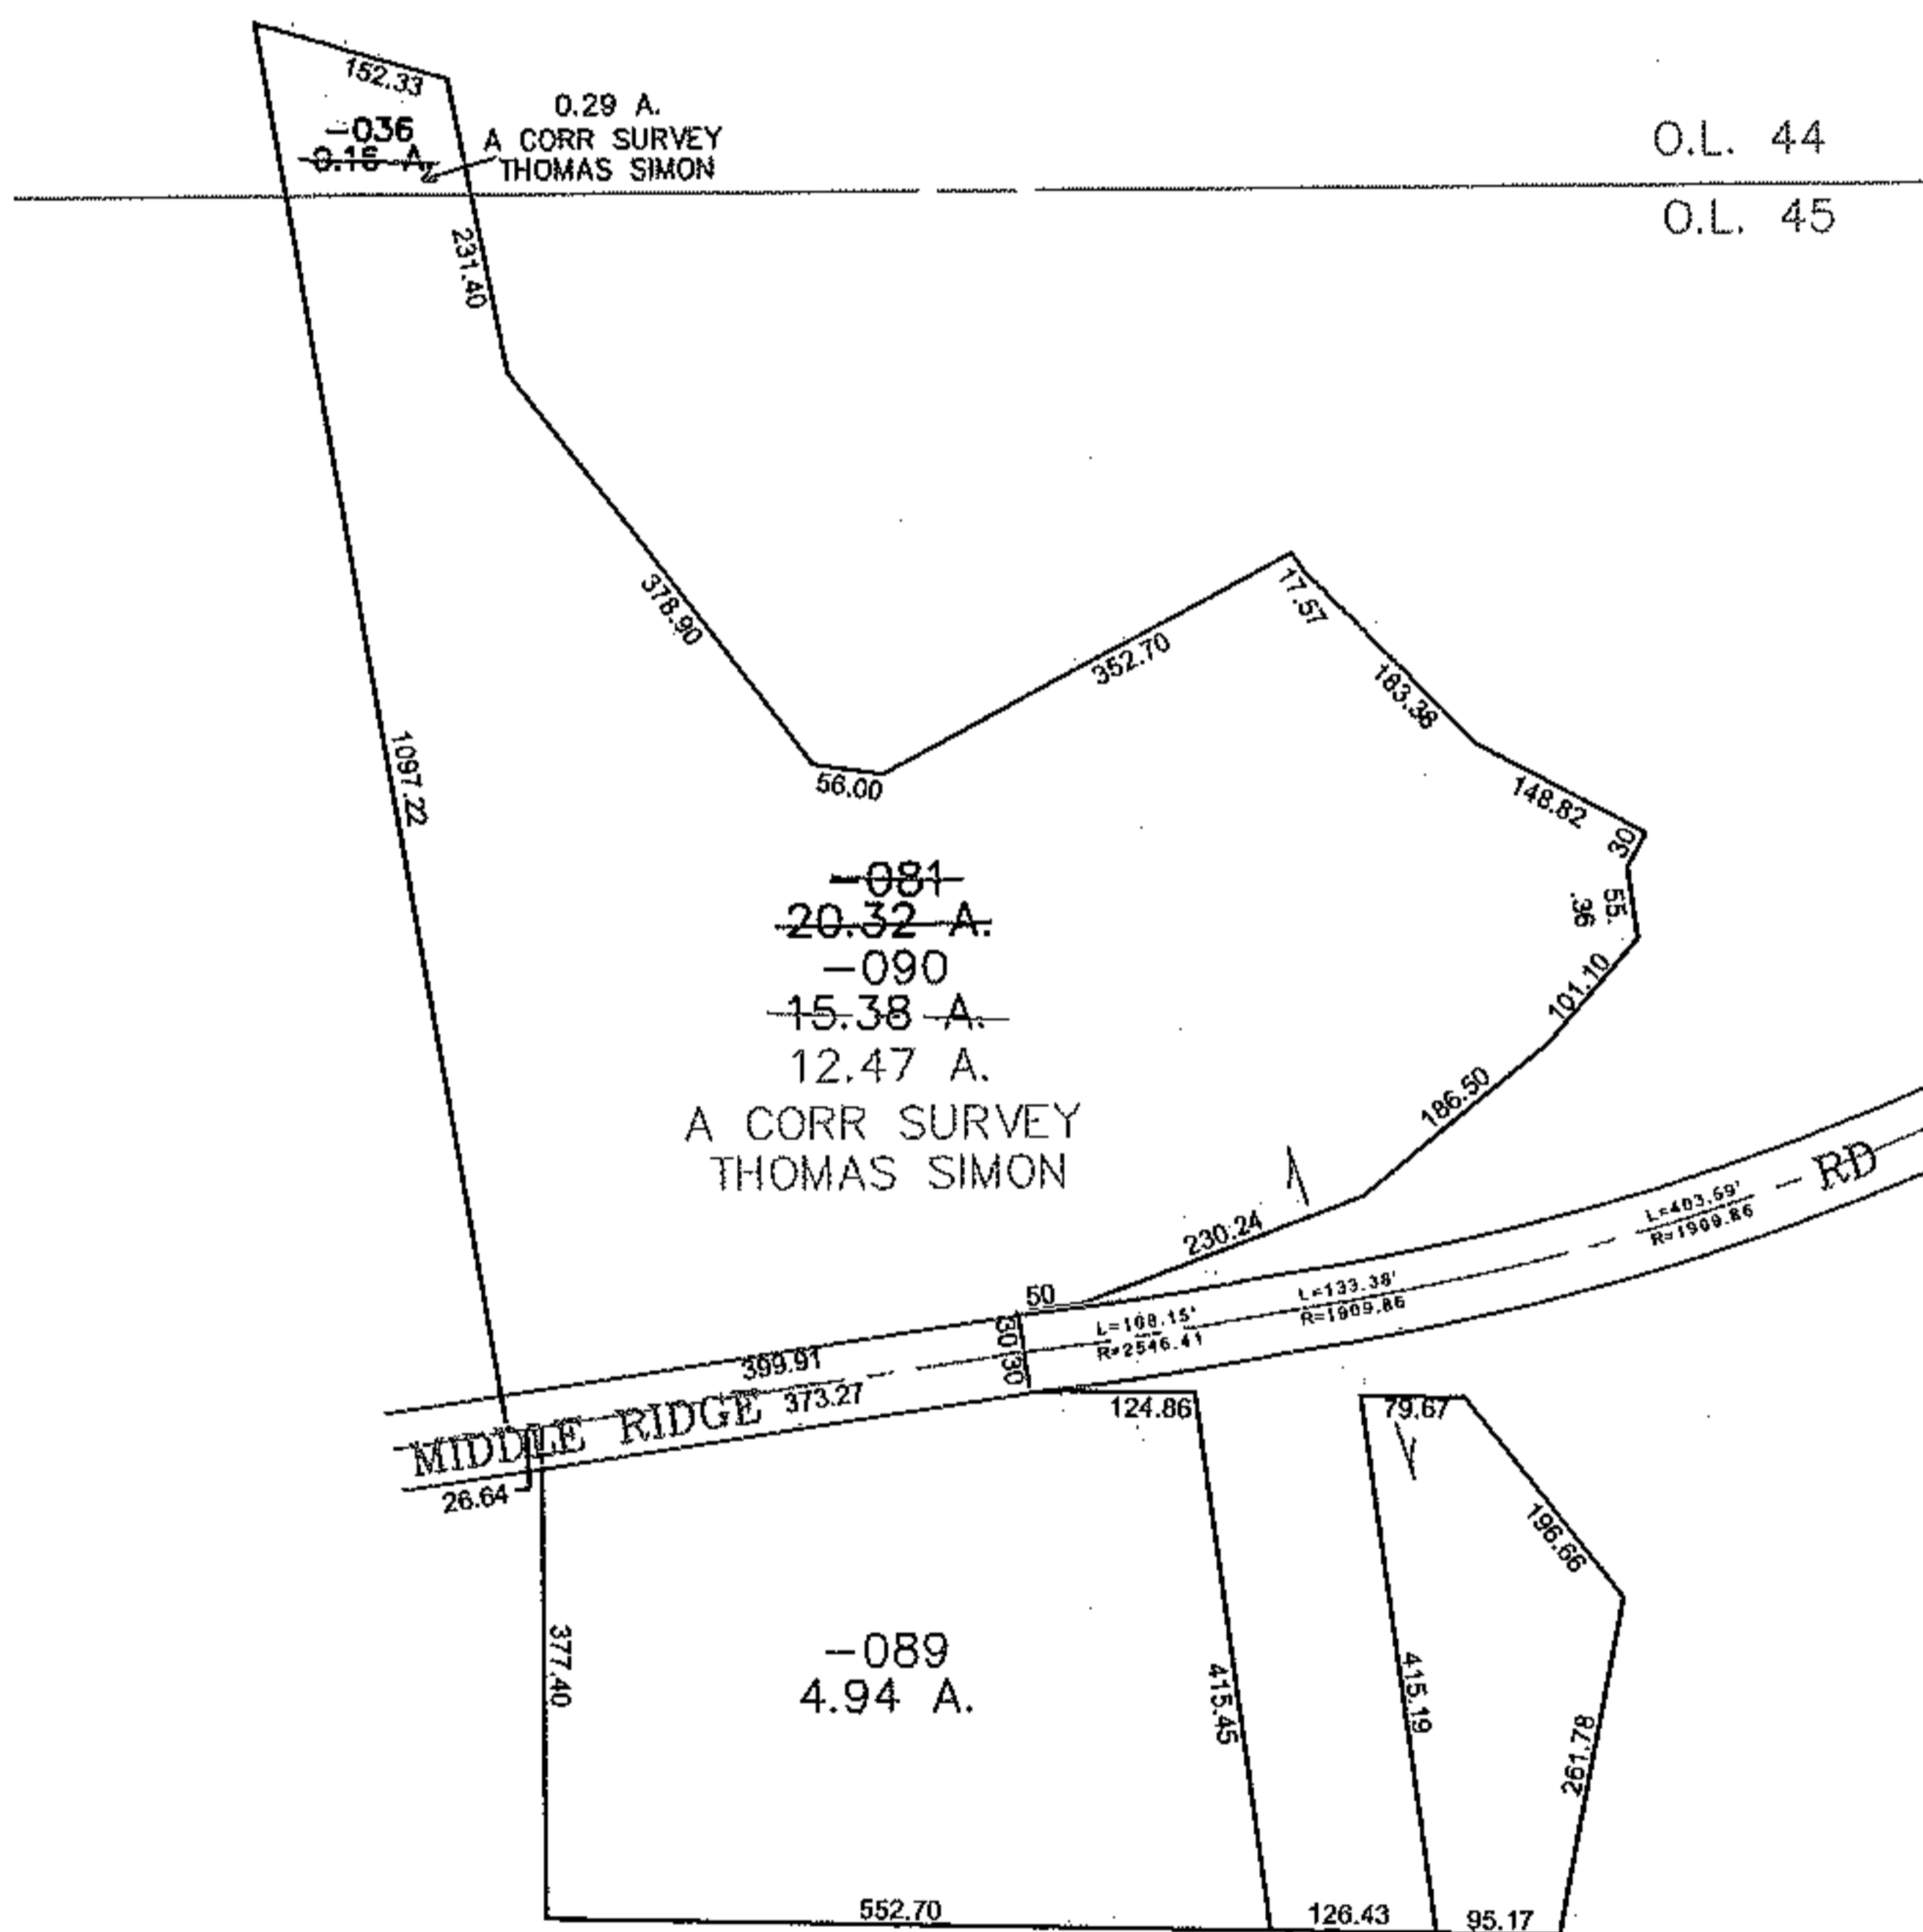 152.33
0.29 A.
A CORR SURVEY
THOMAS SIMON
-036
0.16 A.
O.L. 44
O.L. 45
231.40
378.90
1097.22
56.00
352.70
17.57
183.38
148.82
30
55.
.36
101.10
186.50
230.24
-081
20.32 A.
-090
15.38 A.
12.47 A.
A CORR SURVEY
THOMAS SIMON
50
30
30
399.91
373.27
MIDDLE RIDGE RD
L=108.15'
R=2546.41
L=133.38'
R=1909.86
L=403.69'
R=1909.86
26.64
124.86
79.67
196.66
377.40
-089
4.94 A.
415.45
415.19
261.78
552.70
126.43
95.17